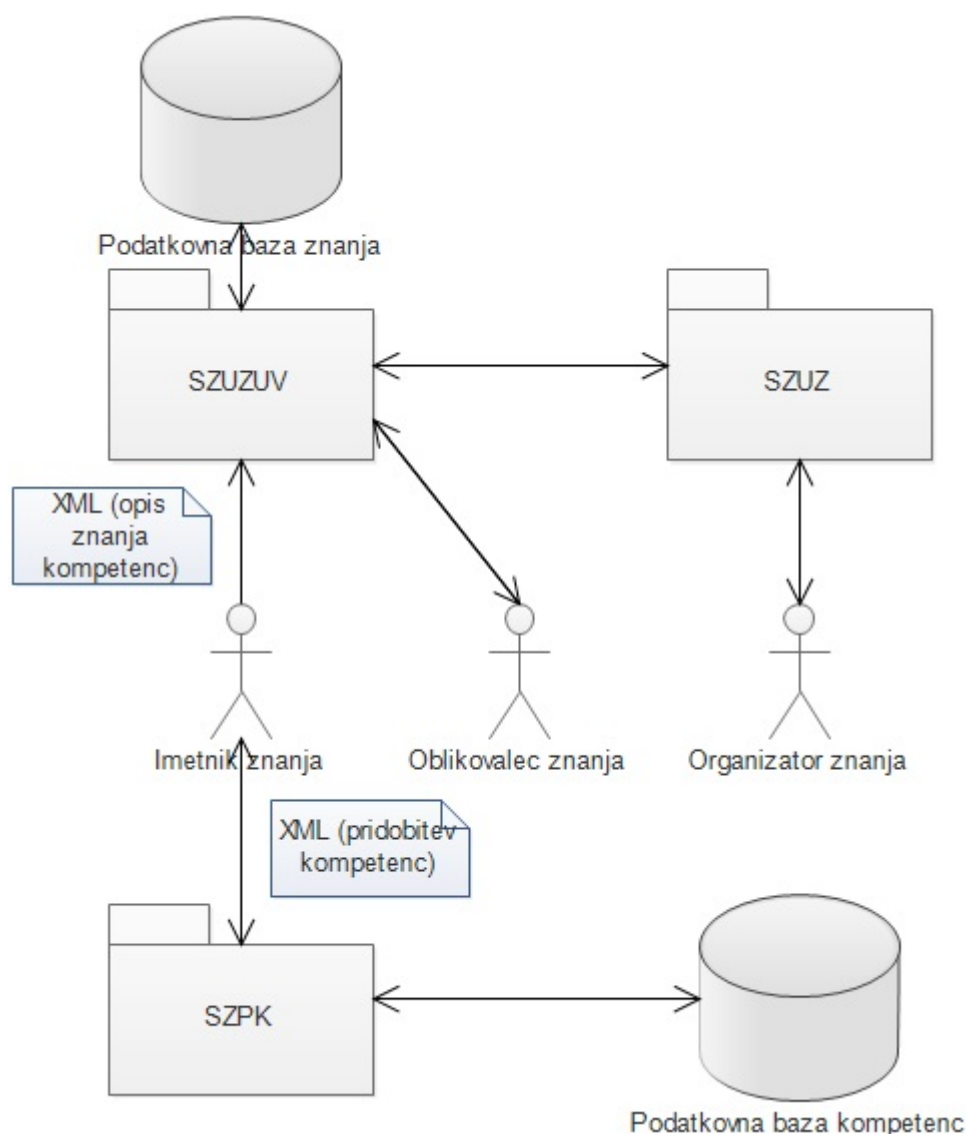 Podatkovna baza znanja
SZUZUV
SZUZ
XML (opis
znanja
kompetenc)
Imetnik znanja
Oblikovalec znanja
Organizator znanja
XML (pridobitev
kompetenc)
SZPK
Podatkovna baza kompetenc